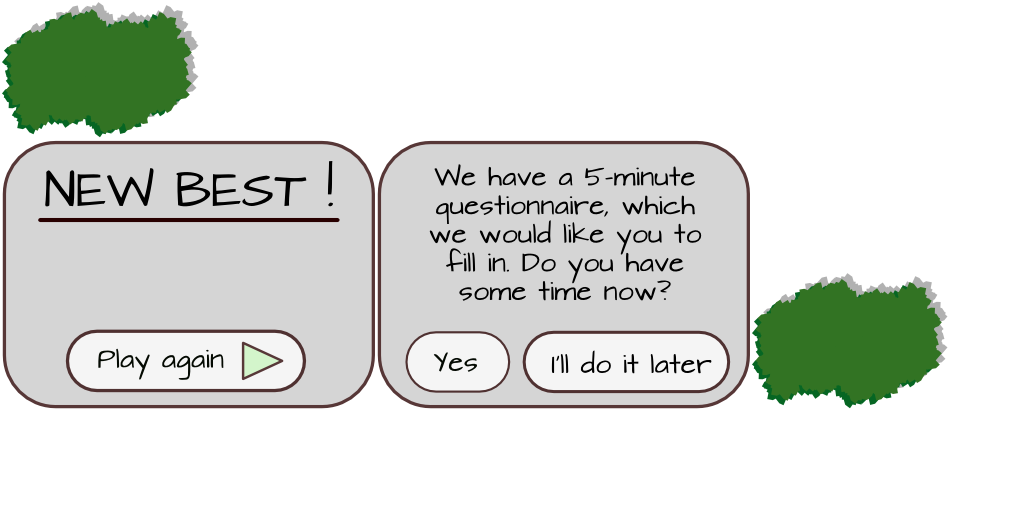 NEW BEST !
Play again
We have a 5-minute
questionnaire, which
we would like you to
fill in. Do you have
some time now?
Yes
I'll do it later